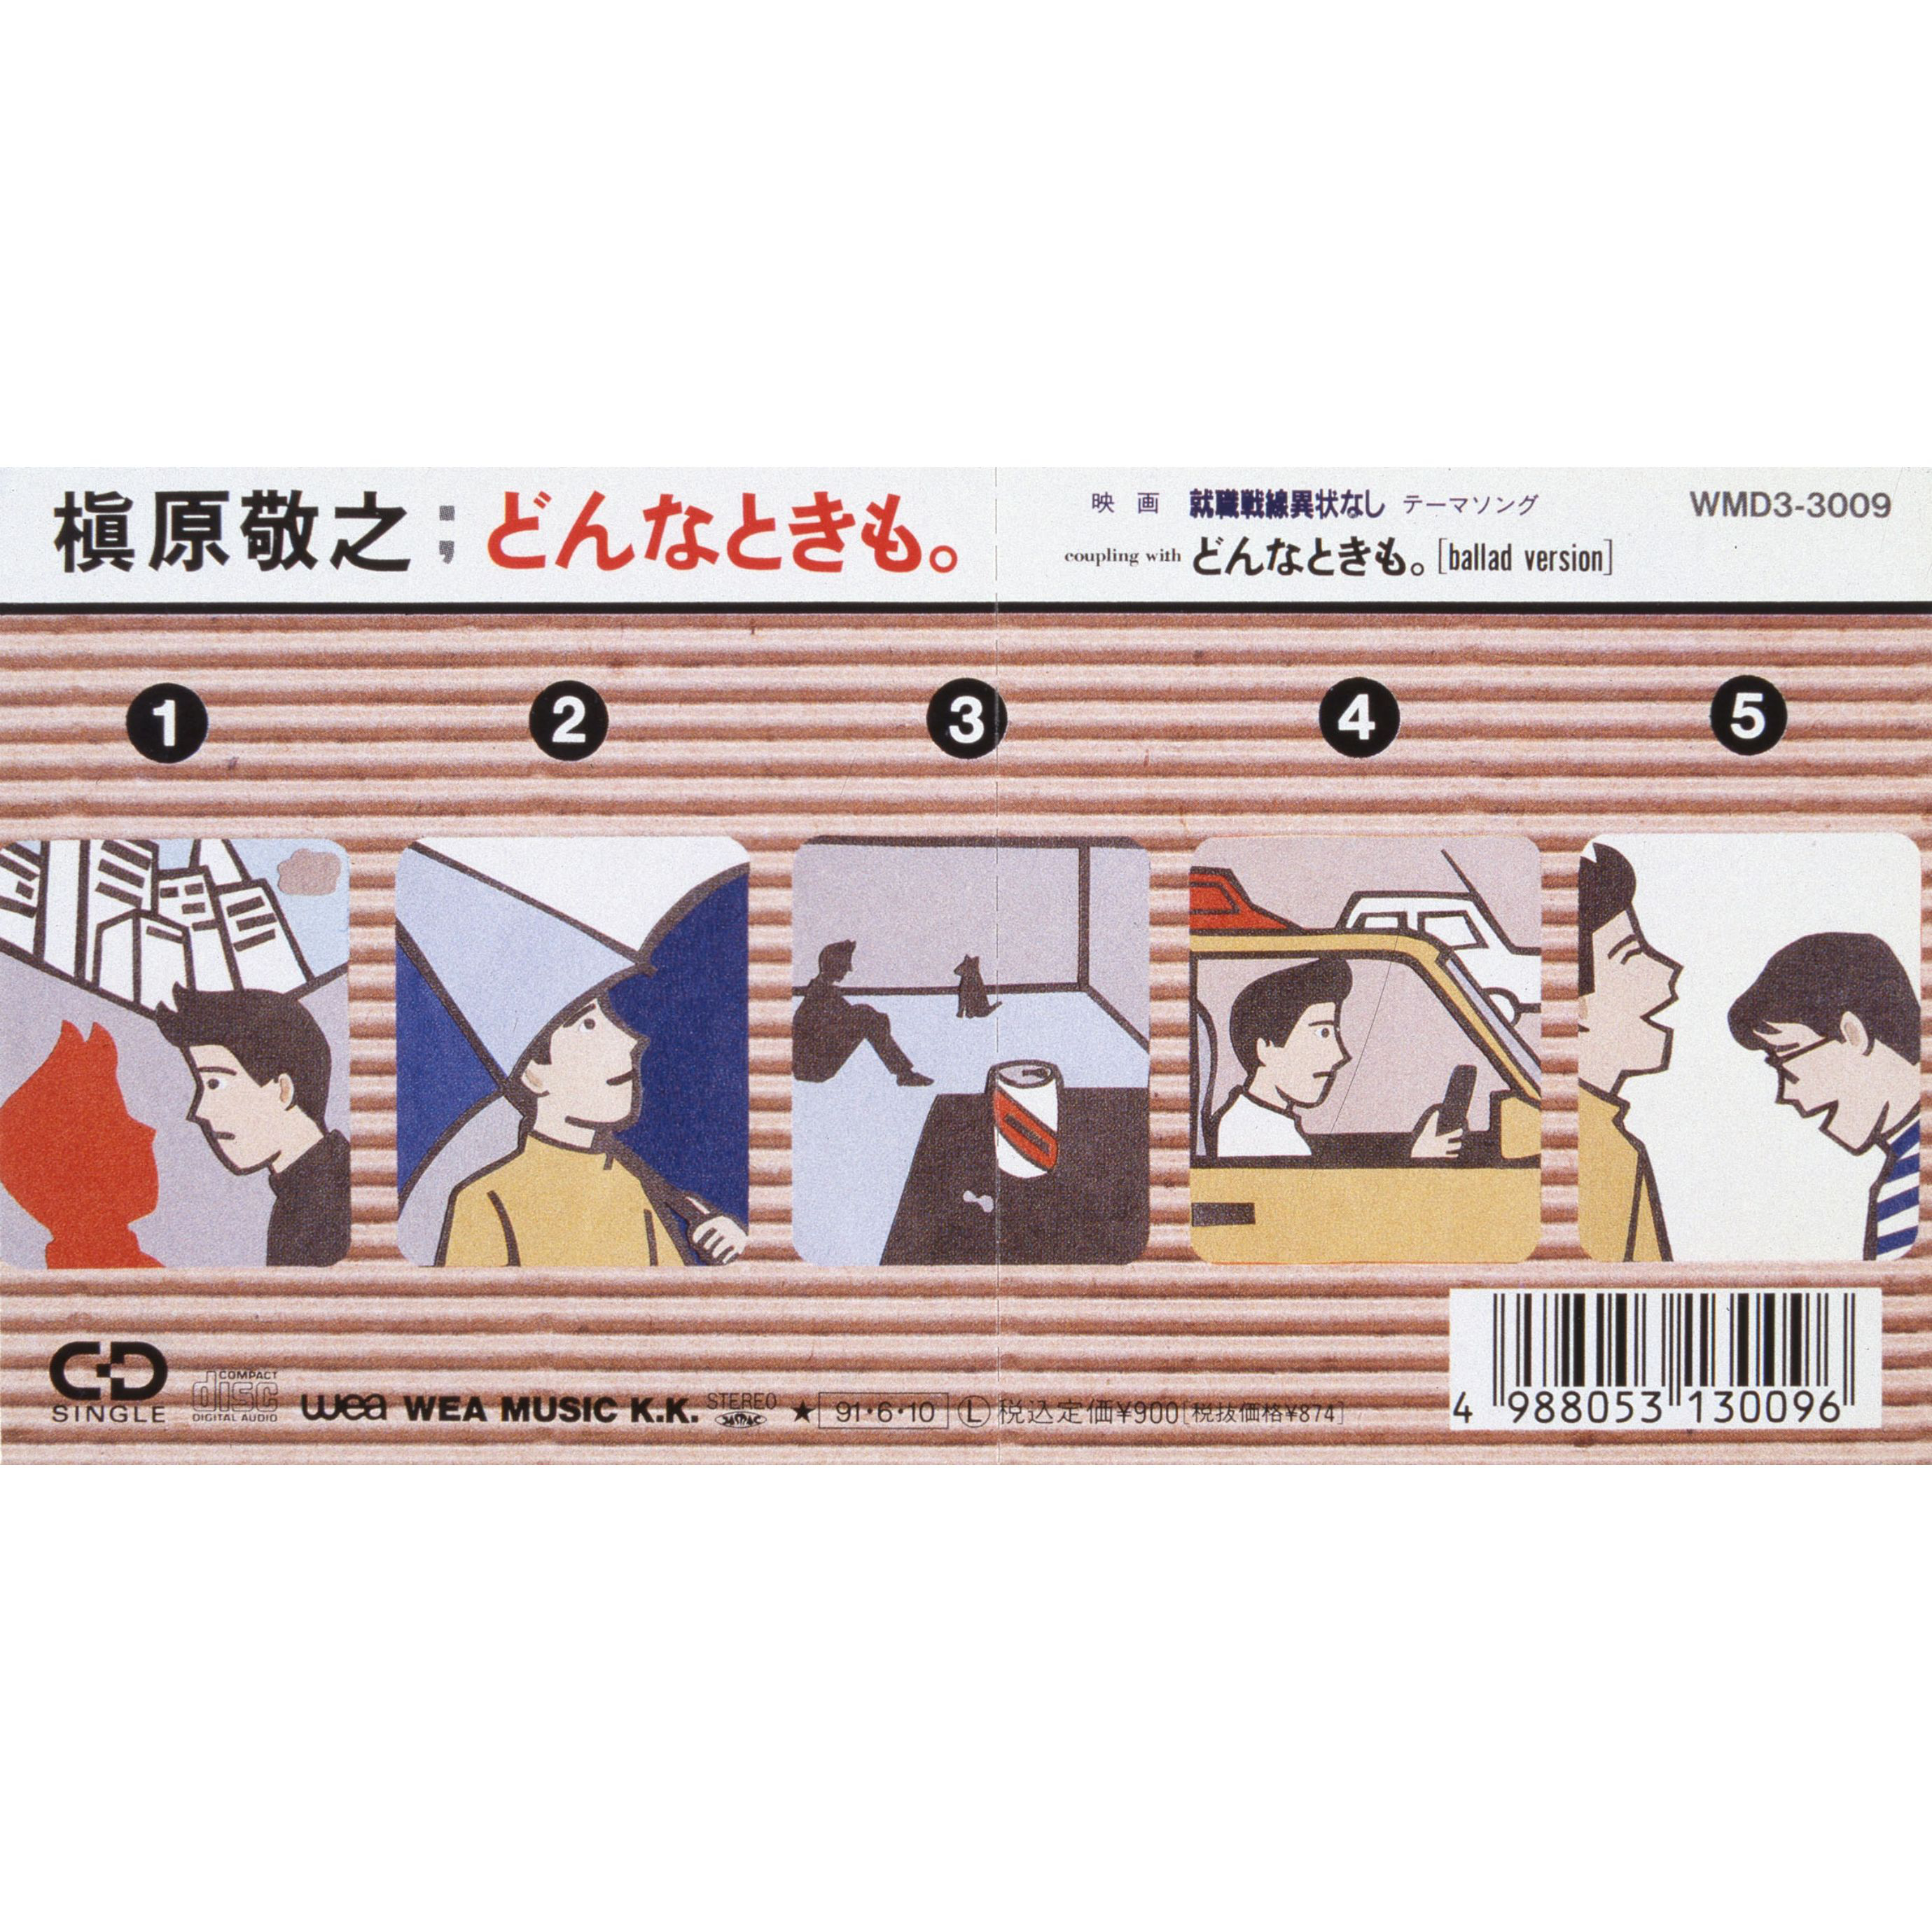 槇原敬之;どんなときも。
映画 就職戦線異状なし テーマソング
coupling with どんなときも。[ballad version]
WMD3-3009
1 2 3 4 5
CD SINGLE
COMPACT disc DIGITAL AUDIO
wea WEA MUSIC K.K. STEREO JASRAC ★ 91・6・10 Ⓛ 税込定価¥900[税抜価格¥874]
4 988053 130096